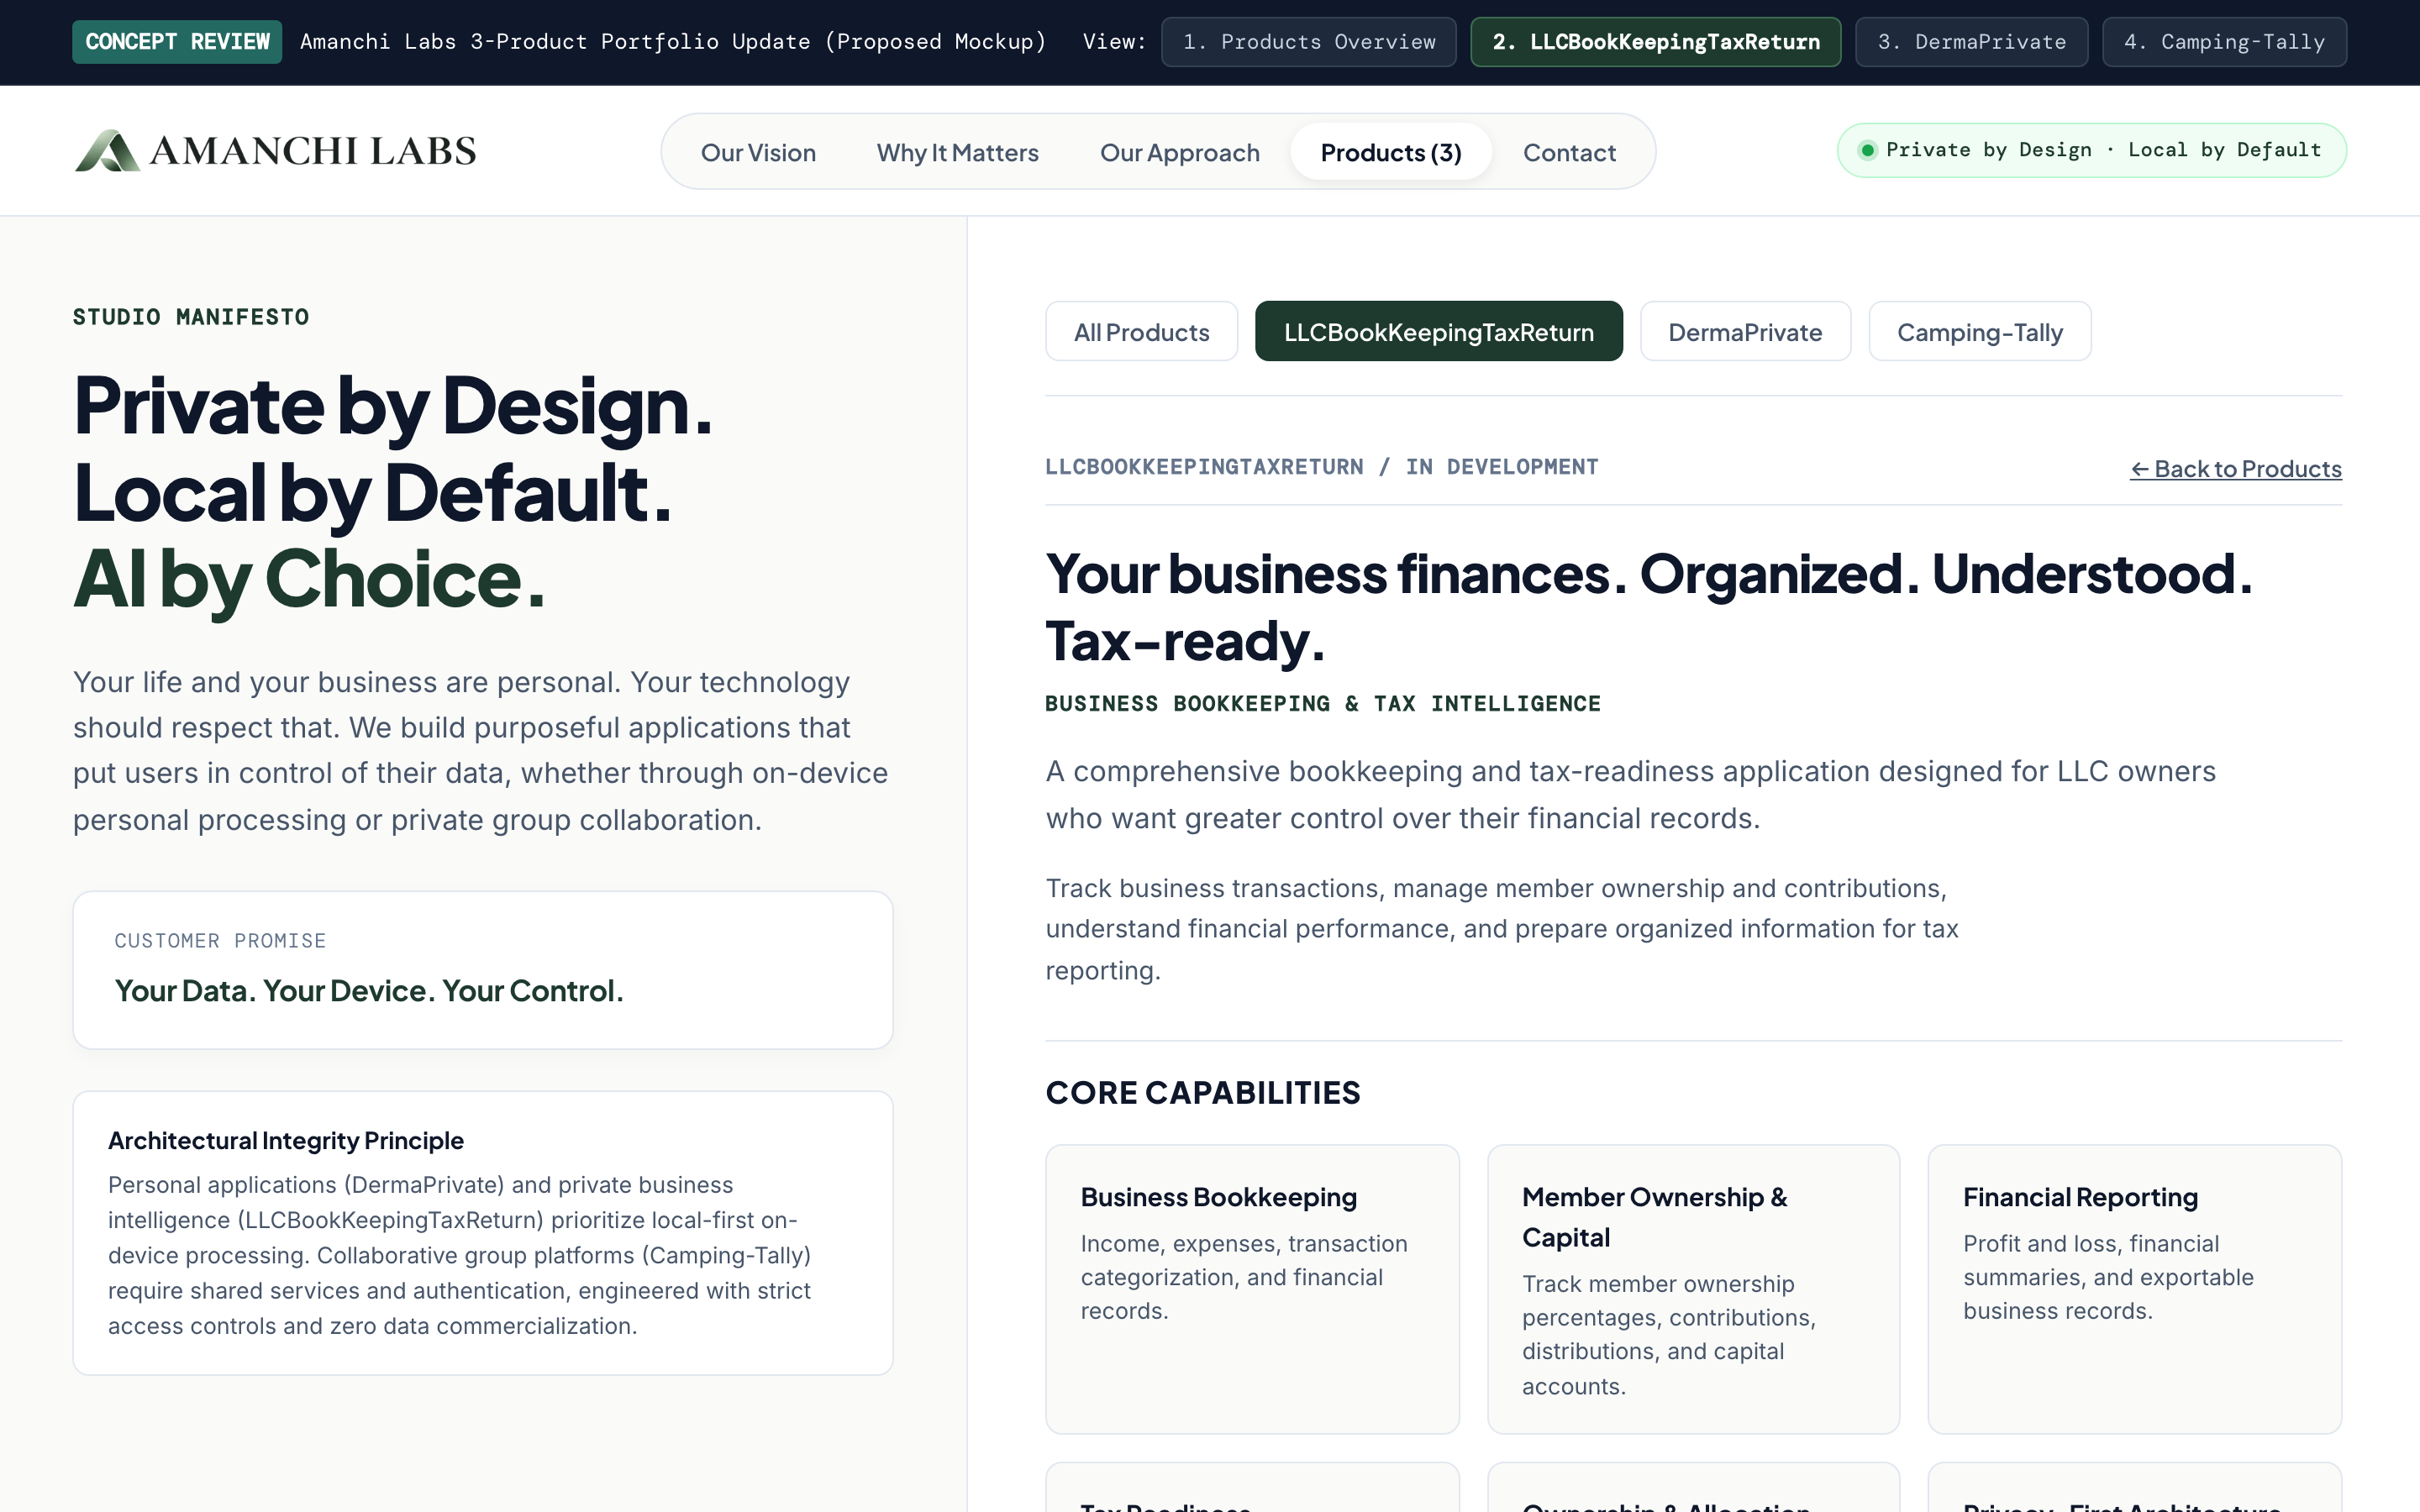 CONCEPT REVIEW Amanchi Labs 3-Product Portfolio Update (Proposed Mockup) View: 1. Products Overview 2. LLCBookKeepingTaxReturn 3. DermaPrivate 4. Camping-Tally
AMANCHI LABS Our Vision Why It Matters Our Approach Products (3) Contact Private by Design · Local by Default
STUDIO MANIFESTO
Private by Design.
Local by Default.
AI by Choice.
Your life and your business are personal. Your technology
should respect that. We build purposeful applications that
put users in control of their data, whether through on-device
personal processing or private group collaboration.
CUSTOMER PROMISE
Your Data. Your Device. Your Control.
Architectural Integrity Principle
Personal applications (DermaPrivate) and private business
intelligence (LLCBookKeepingTaxReturn) prioritize local-first on-
device processing. Collaborative group platforms (Camping-Tally)
require shared services and authentication, engineered with strict
access controls and zero data commercialization.
All Products LLCBookKeepingTaxReturn DermaPrivate Camping-Tally
LLCBOOKKEEPINGTAXRETURN / IN DEVELOPMENT ← Back to Products
Your business finances. Organized. Understood.
Tax-ready.
BUSINESS BOOKKEEPING & TAX INTELLIGENCE
A comprehensive bookkeeping and tax-readiness application designed for LLC owners
who want greater control over their financial records.
Track business transactions, manage member ownership and contributions,
understand financial performance, and prepare organized information for tax
reporting.
CORE CAPABILITIES
Business Bookkeeping
Income, expenses, transaction
categorization, and financial
records.
Member Ownership &
Capital
Track member ownership
percentages, contributions,
distributions, and capital
accounts.
Financial Reporting
Profit and loss, financial
summaries, and exportable
business records.
Tax Readiness
Ownership & Allocation
Privacy-First Architecture